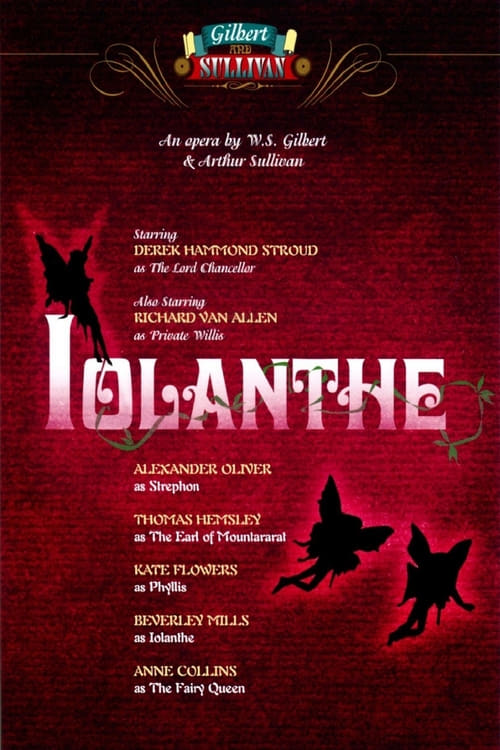 Gilbert
AND
SULLIVAN
An opera by W.S. Gilbert
& Arthur Sullivan
Starring
DEREK HAMMOND STROUD
as The Lord Chancellor
Also Starring
RICHARD VAN ALLEN
as Private Willis
IOLANTHE
ALEXANDER OLIVER
as Strephon
THOMAS HEMSLEY
as The Earl of Mountararat
KATE FLOWERS
as Phyllis
BEVERLEY MILLS
as Iolanthe
ANNE COLLINS
as The Fairy Queen